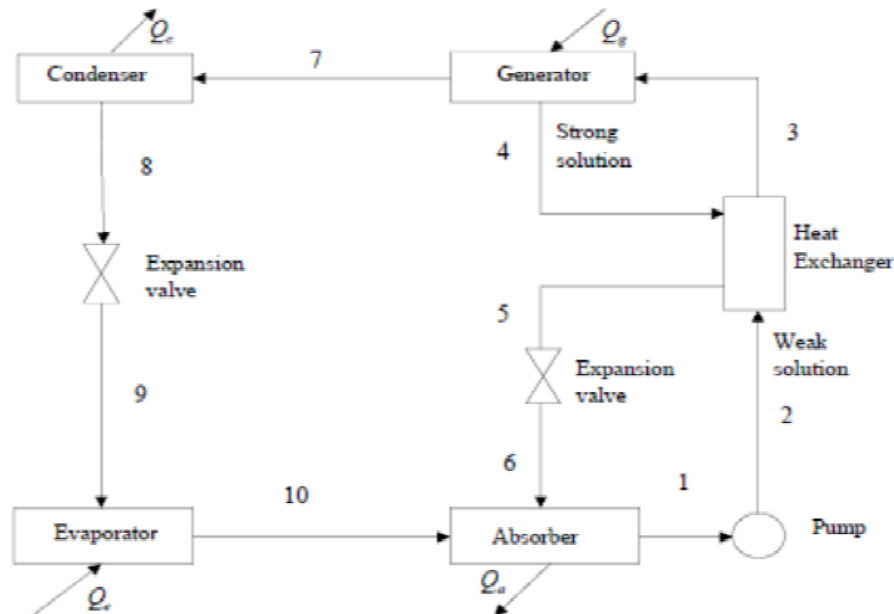 Qc
Qg
Condenser
7
Generator
Strong
solution
4
3
8
Heat
Exchanger
Expansion
valve
5
Weak
solution
Expansion
valve
9
2
6
1
10
Evaporator
Absorber
Pump
Qe
Qa